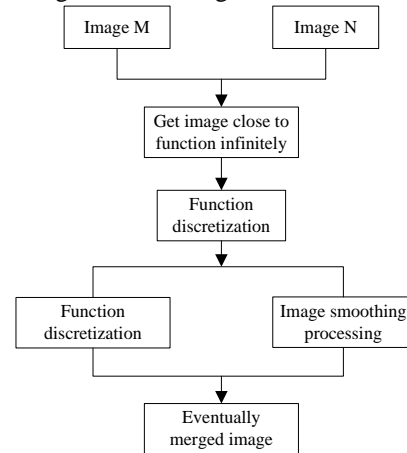 Image M
Image N
Get image close to
function infinitely
Function
discretization
Function
discretization
Image smoothing
processing
Eventually
merged image